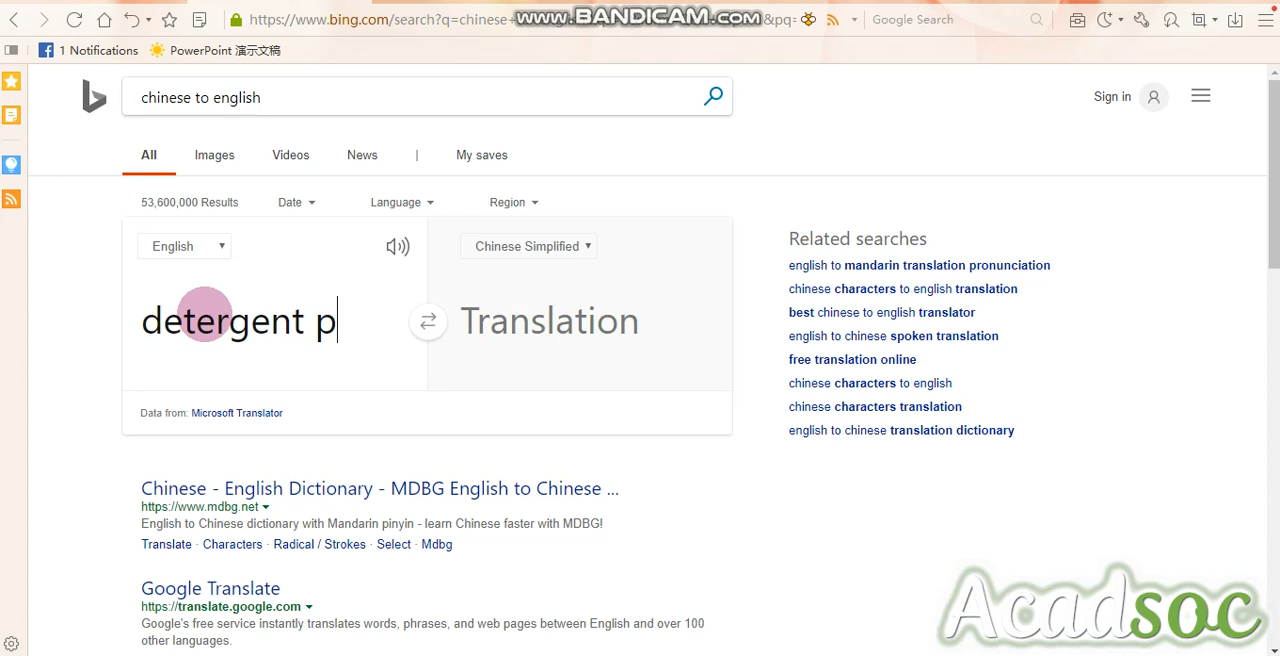 https://www.bing.com/search?q=chinese+
www.BANDICAM.com
&pq=
Google Search
1 Notifications
PowerPoint 演示文稿
chinese to english
Sign in
All
Images
Videos
News
|
My saves
53,600,000 Results
Date
Language
Region
English
Chinese Simplified
detergent p
Translation
Data from: Microsoft Translator
Related searches
english to mandarin translation pronunciation
chinese characters to english translation
best chinese to english translator
english to chinese spoken translation
free translation online
chinese characters to english
chinese characters translation
english to chinese translation dictionary
Chinese - English Dictionary - MDBG English to Chinese ...
https://www.mdbg.net
English to Chinese dictionary with Mandarin pinyin - learn Chinese faster with MDBG!
Translate · Characters · Radical / Strokes · Select · Mdbg
Google Translate
https://translate.google.com
Google's free service instantly translates words, phrases, and web pages between English and over 100
other languages.
Acadsoc